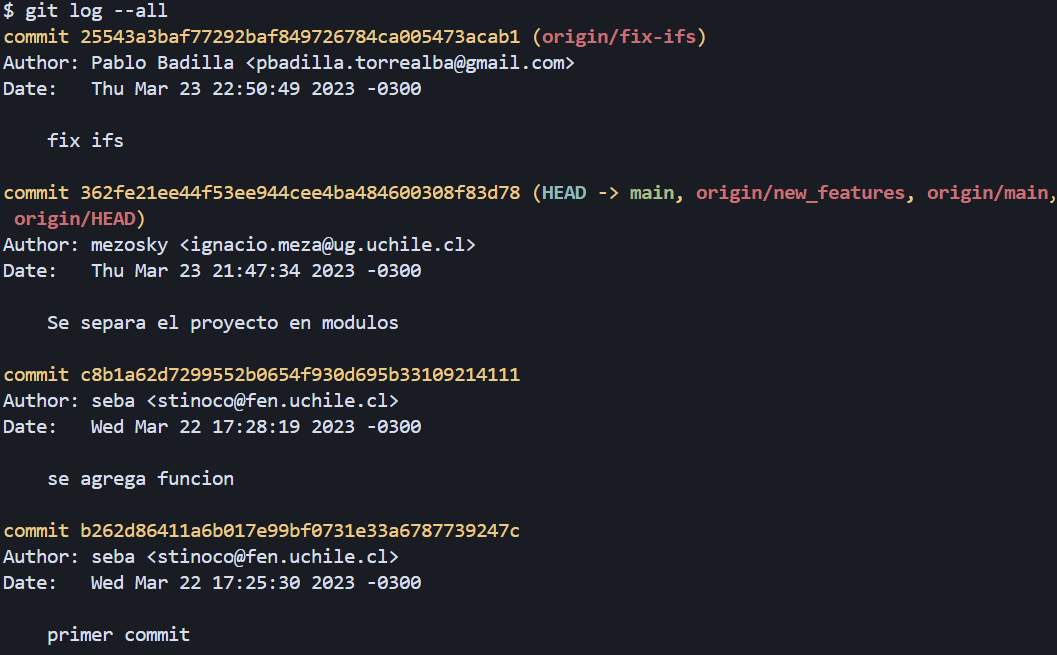 $ git log --all
commit 25543a3baf77292baf849726784ca005473acab1 (origin/fix-ifs)
Author: Pablo Badilla <pbadilla.torrealba@gmail.com>
Date:   Thu Mar 23 22:50:49 2023 -0300
    fix ifs
commit 362fe21ee44f53ee944cee4ba484600308f83d78 (HEAD -> main, origin/new_features, origin/main,
 origin/HEAD)
Author: mezosky <ignacio.meza@ug.uchile.cl>
Date:   Thu Mar 23 21:47:34 2023 -0300
    Se separa el proyecto en modulos
commit c8b1a62d7299552b0654f930d695b33109214111
Author: seba <stinoco@fen.uchile.cl>
Date:   Wed Mar 22 17:28:19 2023 -0300
    se agrega funcion
commit b262d86411a6b017e99bf0731e33a6787739247c
Author: seba <stinoco@fen.uchile.cl>
Date:   Wed Mar 22 17:25:30 2023 -0300
    primer commit